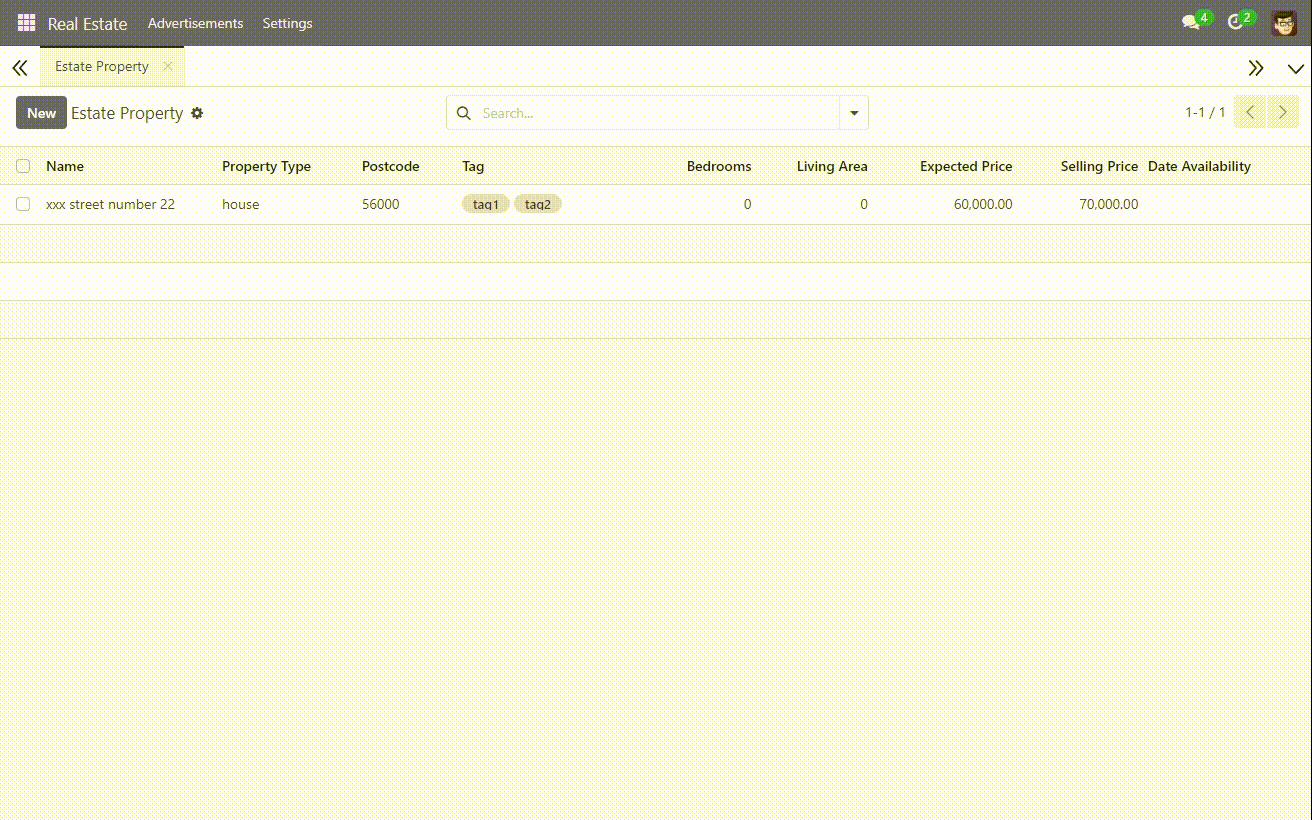 Real Estate Advertisements Settings 4 2
Estate Property
New Estate Property Search... 1-1 / 1
Name Property Type Postcode Tag Bedrooms Living Area Expected Price Selling Price Date Availability
xxx street number 22 house 56000 tag1 tag2 0 0 60,000.00 70,000.00